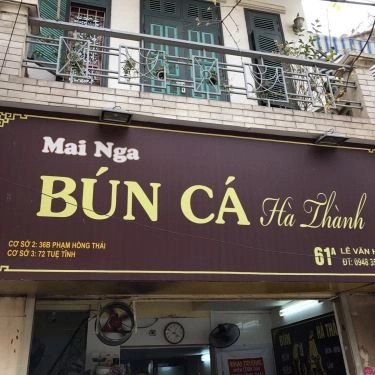 Mai Nga
BÚN CÁ Hà Thành
CƠ SỞ 2: 36B PHẠM HỒNG THÁI
CƠ SỞ 3: 72 TUỆ TĨNH
61A LÊ VĂN
ĐT: 0948
BÚN